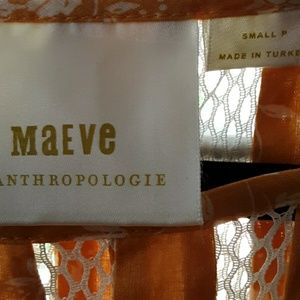 SMALL P
MADE IN TURKE
MAEVE
ANTHROPOLOGIE